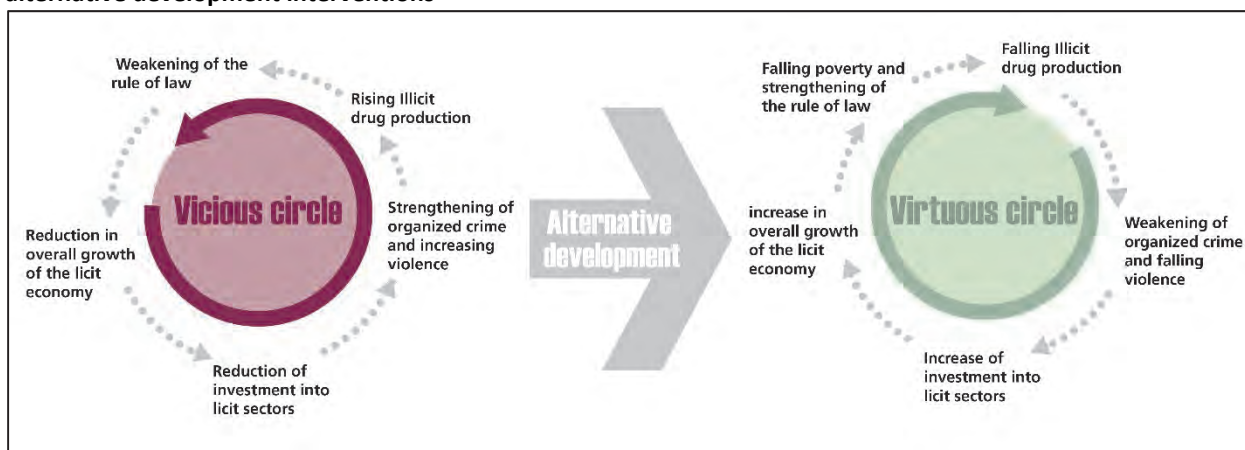 alternative development interventions
Weakening of the
rule of law
Rising Illicit
drug production
Vicious circle
Reduction in
overall growth
of the licit
economy
Strengthening of
organized crime
and increasing
violence
Reduction of
investment into
licit sectors
Alternative
development
Falling Illicit
drug production
Falling poverty and
strengthening of
the rule of law
Virtuous circle
increase in
overall growth
of the licit
economy
Weakening of
organized crime
and falling
violence
Increase of
investment into
licit sectors